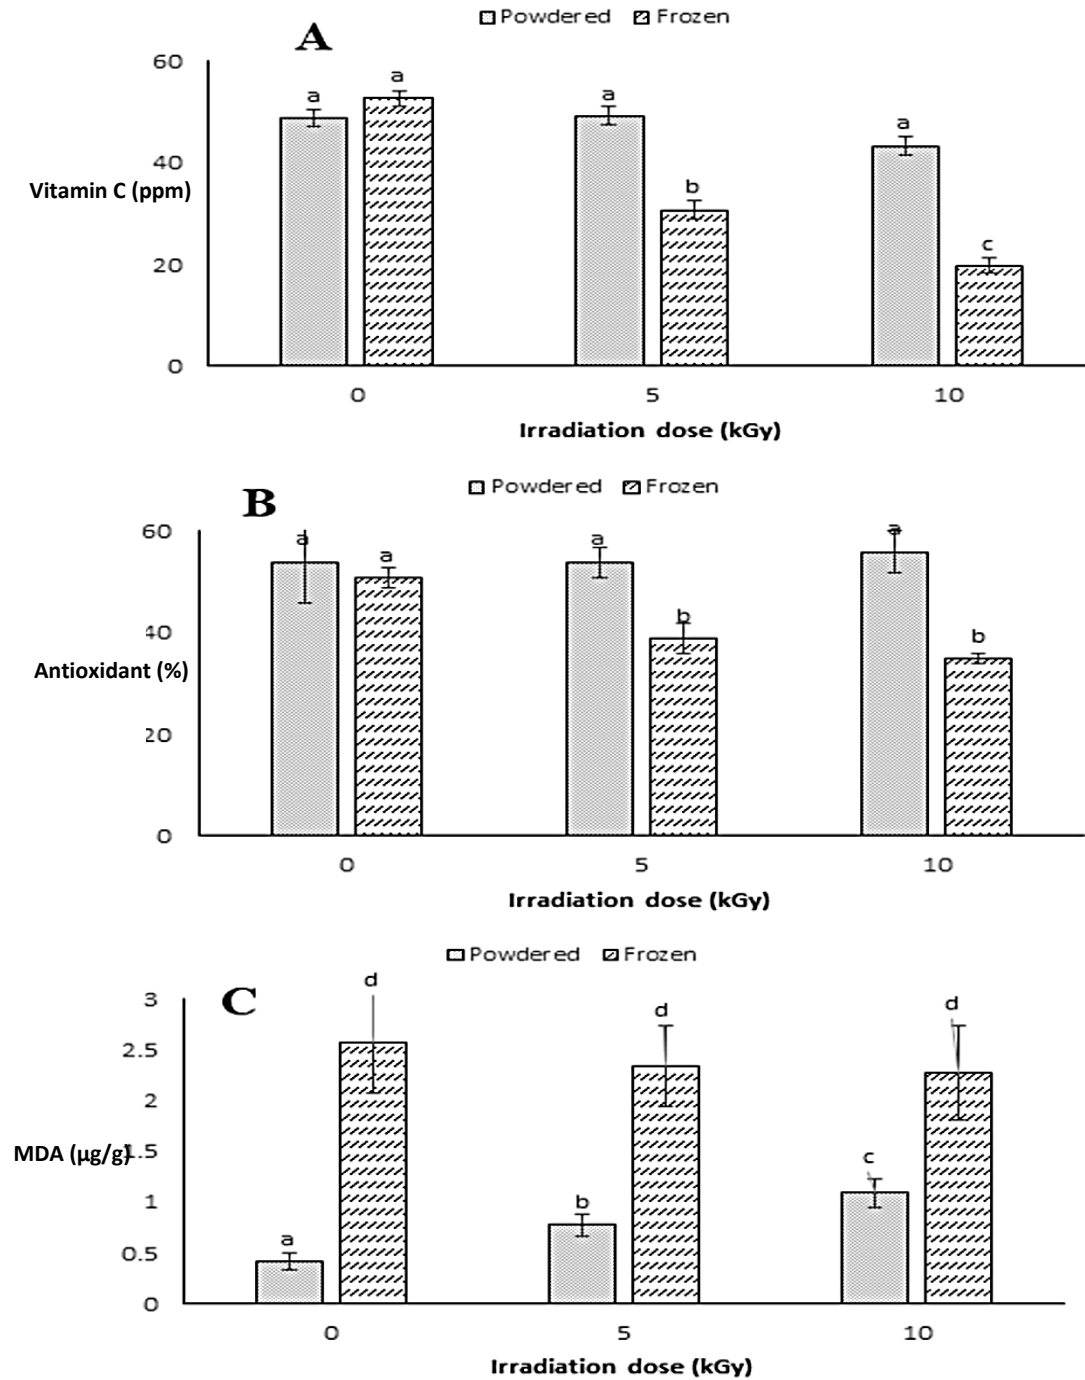 Powdered Frozen
A
60
40
20
0
Vitamin C (ppm)
a
a
a
b
a
c
0 5 10
Irradiation dose (kGy)
Powdered Frozen
B
60
40
20
0
Antioxidant (%)
a
a
a
b
a
b
0 5 10
Irradiation dose (kGy)
Powdered Frozen
C
3
2.5
2
1.5
1
0.5
0
MDA (µg/g)
a
d
b
d
c
d
0 5 10
Irradiation dose (kGy)